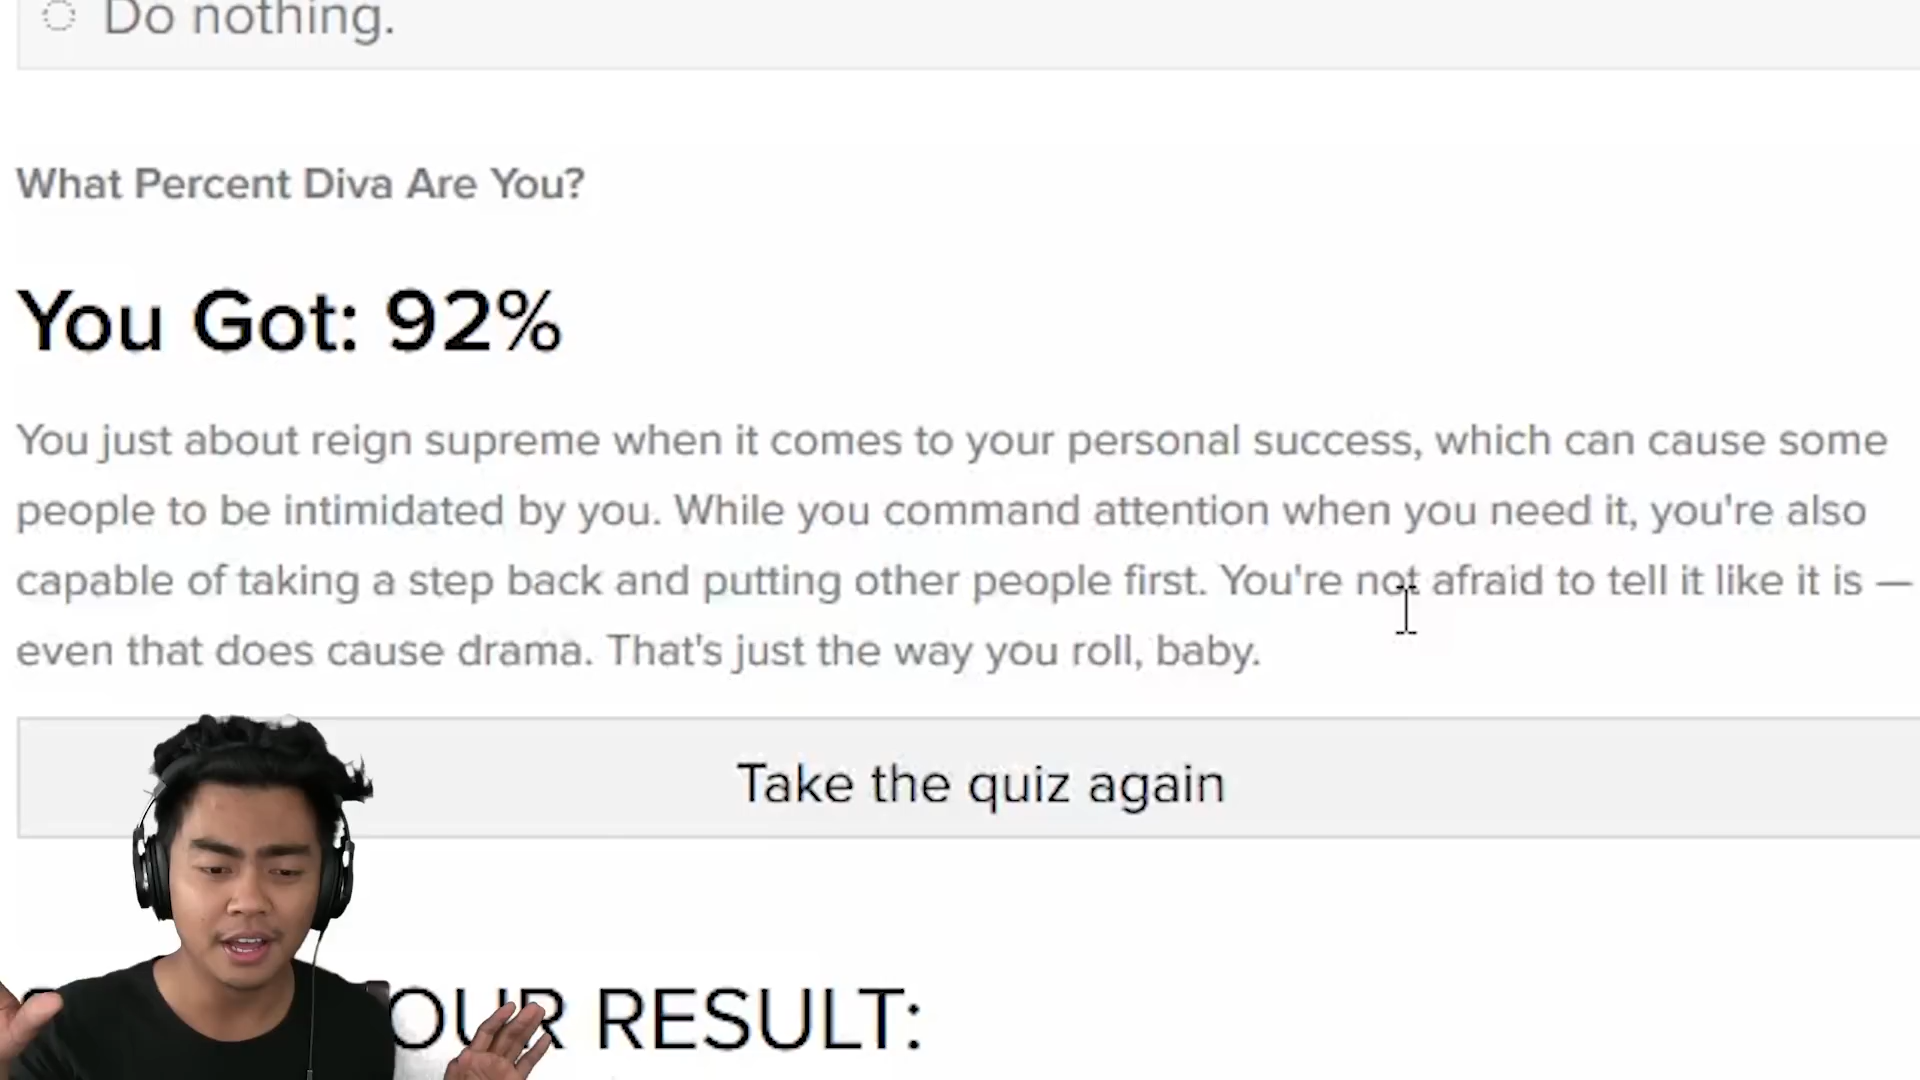 Do nothing.
What Percent Diva Are You?
You Got: 92%
You just about reign supreme when it comes to your personal success, which can cause some
people to be intimidated by you. While you command attention when you need it, you're also
capable of taking a step back and putting other people first. You're not afraid to tell it like it is —
even that does cause drama. That's just the way you roll, baby.
Take the quiz again
OUR RESULT: